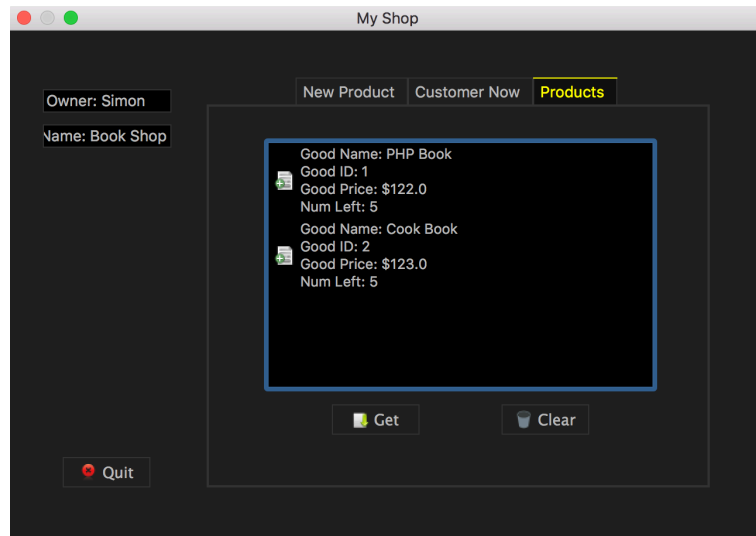 My Shop
Owner: Simon
Name: Book Shop
New Product
Customer Now
Products
Good Name: PHP Book
Good ID: 1
Good Price: $122.0
Num Left: 5
Good Name: Cook Book
Good ID: 2
Good Price: $123.0
Num Left: 5
Get
Clear
Quit